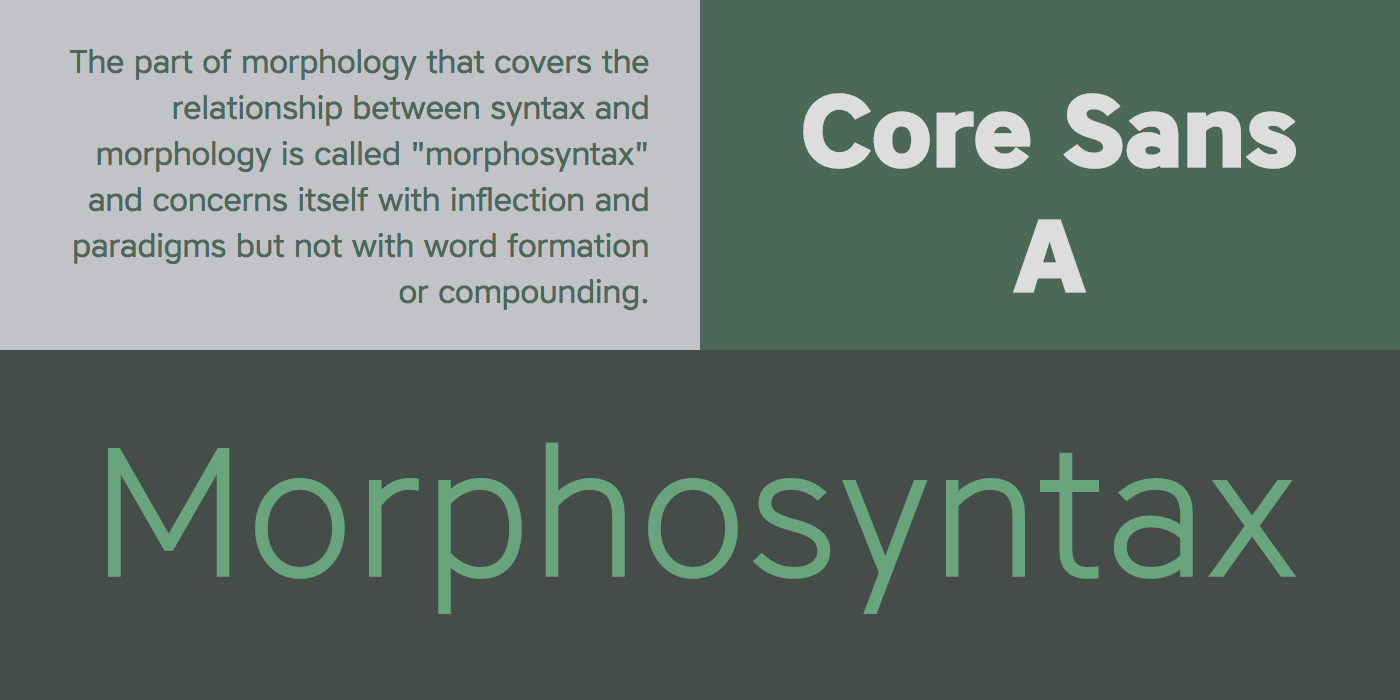 The part of morphology that covers the
relationship between syntax and
morphology is called "morphosyntax"
and concerns itself with inflection and
paradigms but not with word formation
or compounding.
Core Sans
A
Morphosyntax